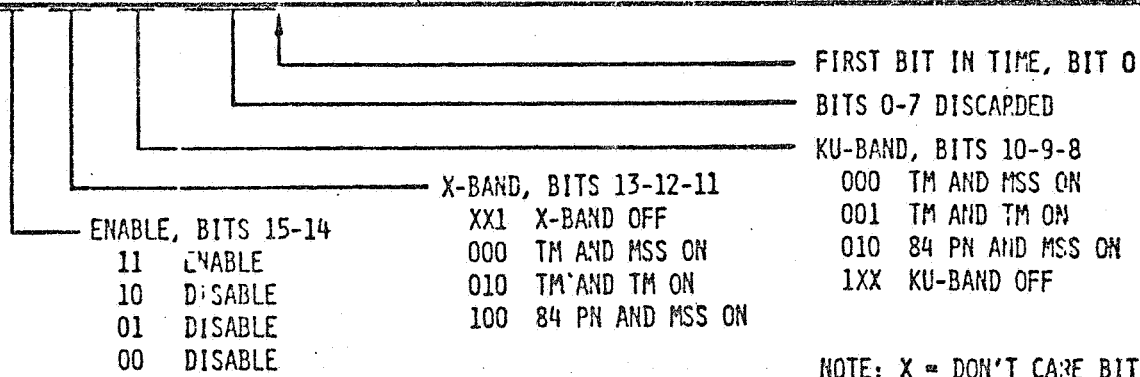 FIRST BIT IN TIME, BIT 0
BITS 0-7 DISCARDED
KU-BAND, BITS 10-9-8
000 TM AND MSS ON
001 TM AND TM ON
010 84 PN AND MSS ON
1XX KU-BAND OFF
X-BAND, BITS 13-12-11
XX1 X-BAND OFF
000 TM AND MSS ON
010 TM AND TM ON
100 84 PN AND MSS ON
ENABLE, BITS 15-14
11 ENABLE
10 DISABLE
01 DISABLE
00 DISABLE
NOTE: X = DON'T CARE BIT